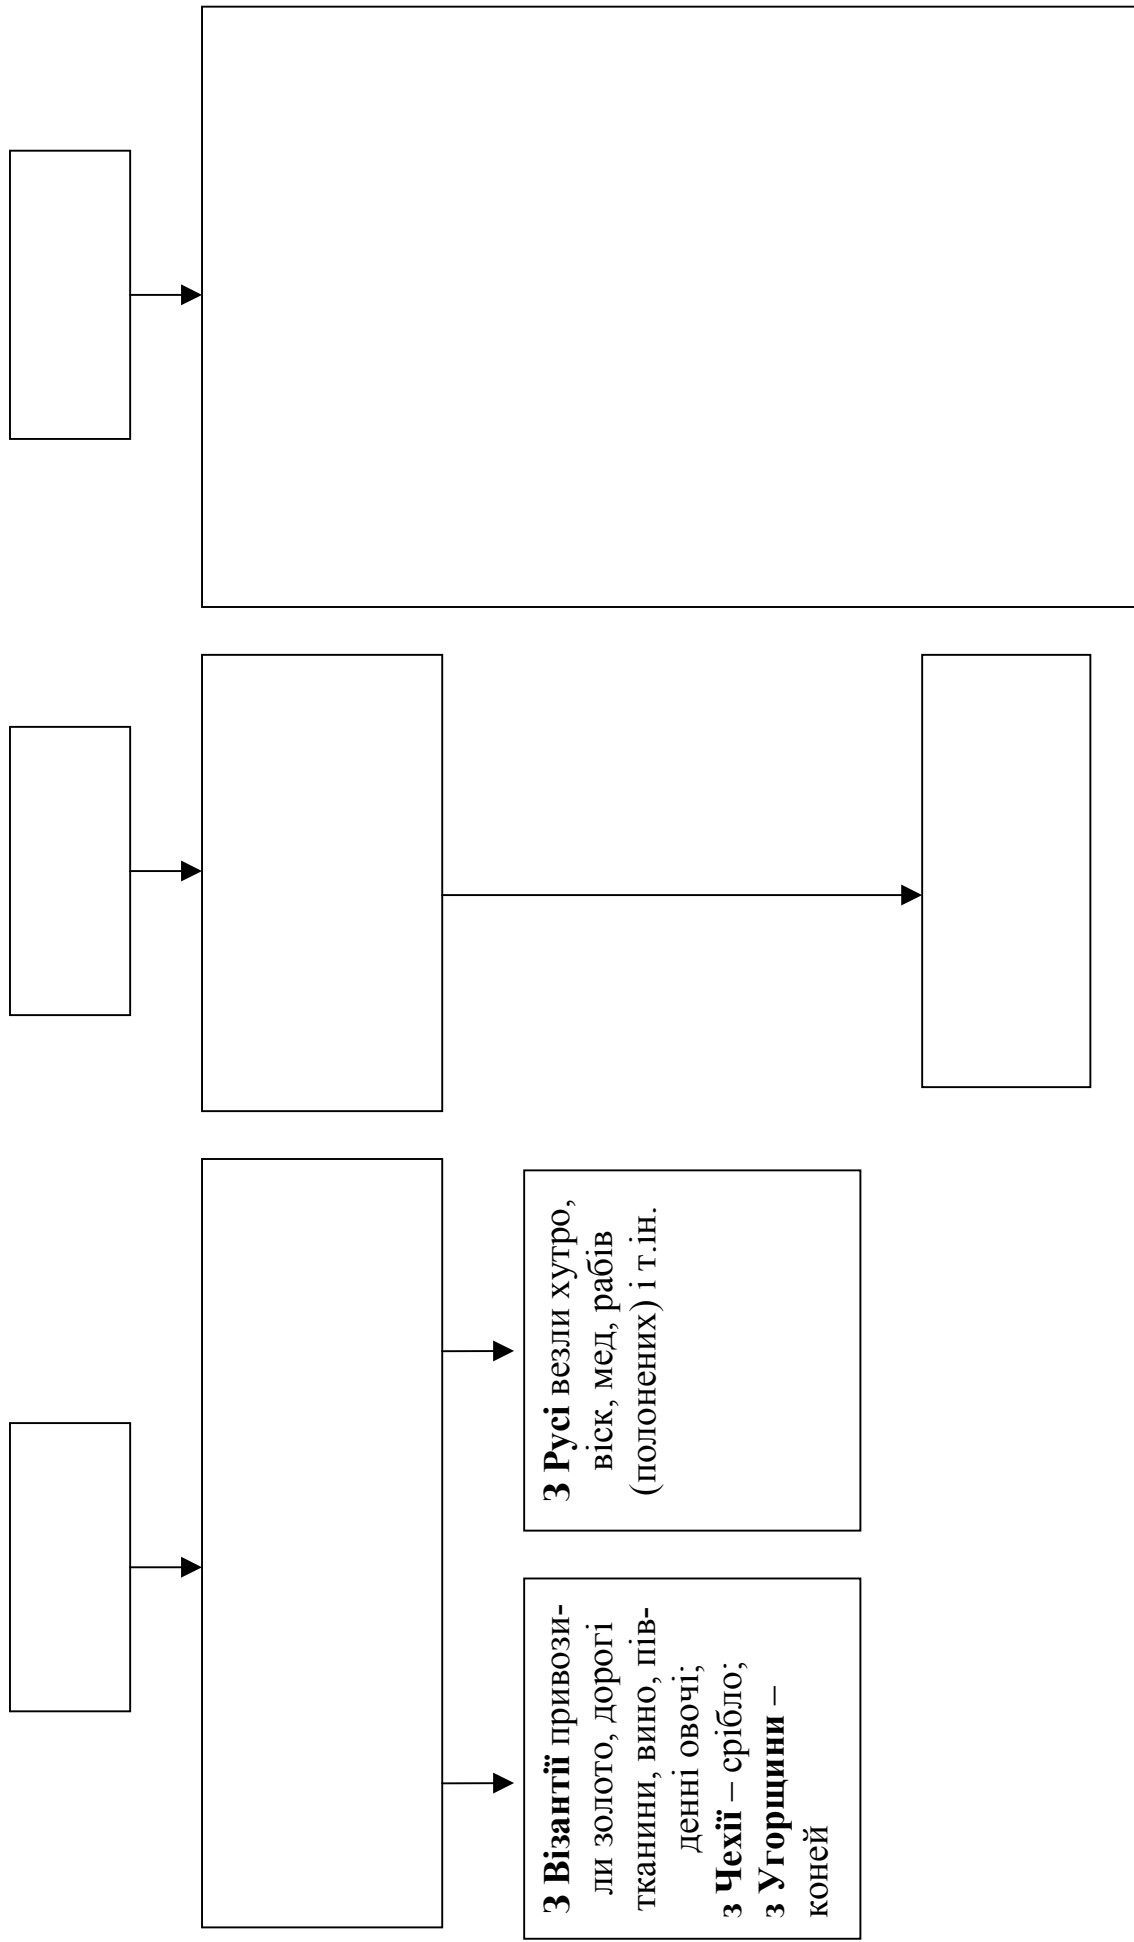 З Візантії привози-
ли золото, дорогі
тканини, вино, пів-
денні овочі;
з Чехії – срібло;
з Угорщини –
коней
З Русі везли хутро,
віск, мед, рабів
(полонених) і т.ін.